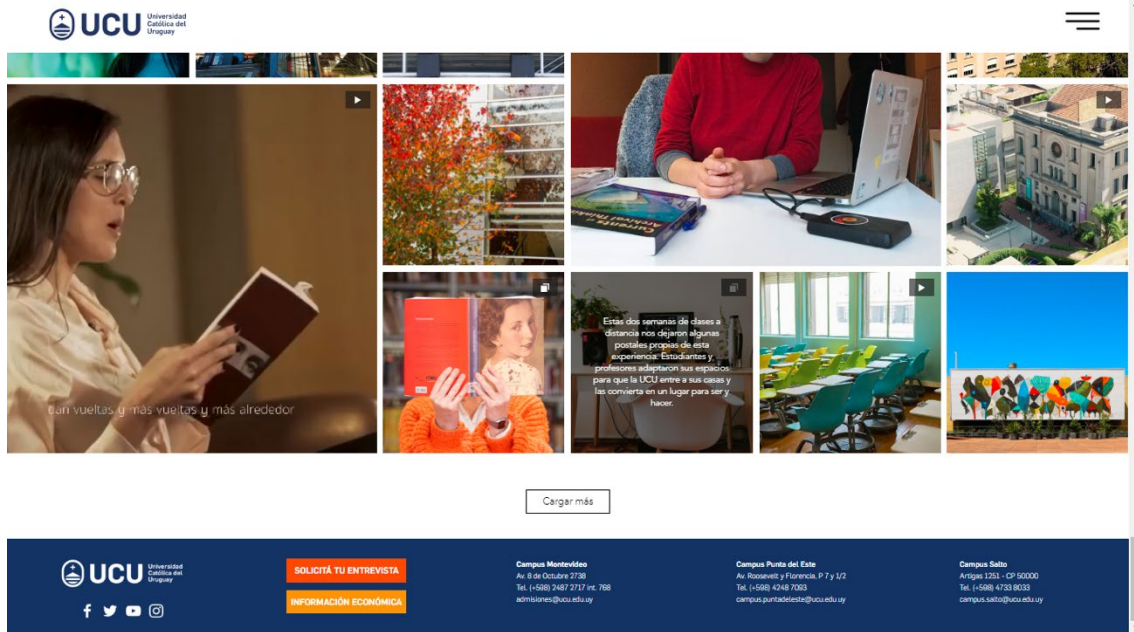 UCU Universidad
Católica del
Uruguay
Currents of
Archival Thinking
Estas dos semanas de clases a
distancia nos dejaron algunas
postales propias de esta
experiencia. Estudiantes y
profesores adaptaron sus espacios
para que la UCU entre a sus casas y
las convierta en un lugar para ser y
hacer.
dan vueltas y más vueltas y más alrededor
Cargar más
UCU Universidad
Católica del
Uruguay
SOLICITÁ TU ENTREVISTA
INFORMACIÓN ECONÓMICA
Campus Montevideo
Av. 8 de Octubre 2738
Tel. (+598) 2487 2717 int. 768
admisiones@ucu.edu.uy
Campus Punta del Este
Av. Roosevelt y Florencia, P 7 y 1/2
Tel. (+598) 4248 7093
campus.puntadeleste@ucu.edu.uy
Campus Salto
Artigas 1251 - CP 50000
Tel. (+598) 4733 8033
campus.salto@ucu.edu.uy